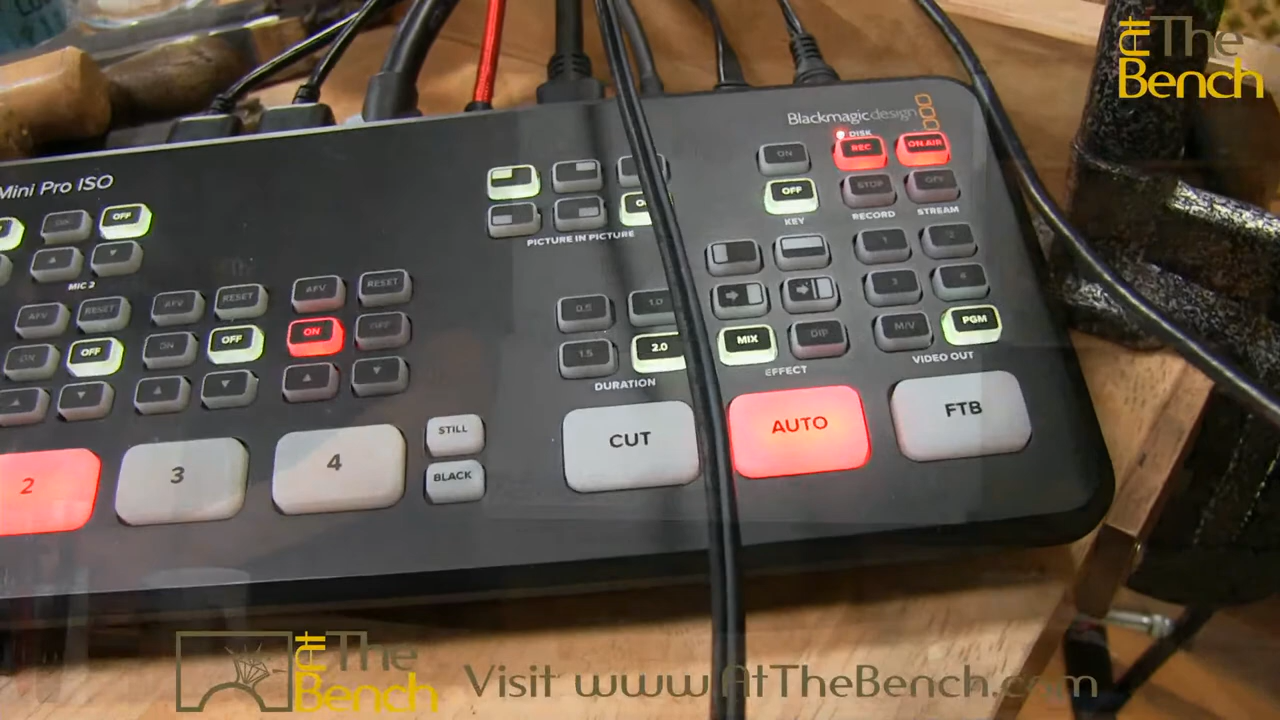 At
The
Bench
Blackmagicdesign
DISK
ON REC ON AIR
OFF STOP OFF
KEY RECORD STREAM
Mini Pro ISO
ON OFF
MIC 2
PICTURE IN PICTURE
AFV RESET AFV RESET AFV RESET
ON OFF ON OFF ON OFF
0.5 1.0
1.5 2.0
DURATION
MIX DIP
EFFECT
1 2
3 4
M/V PGM
VIDEO OUT
2 3 4
STILL
BLACK
CUT AUTO FTB
At
The
Bench
Visit www.AtTheBench.com